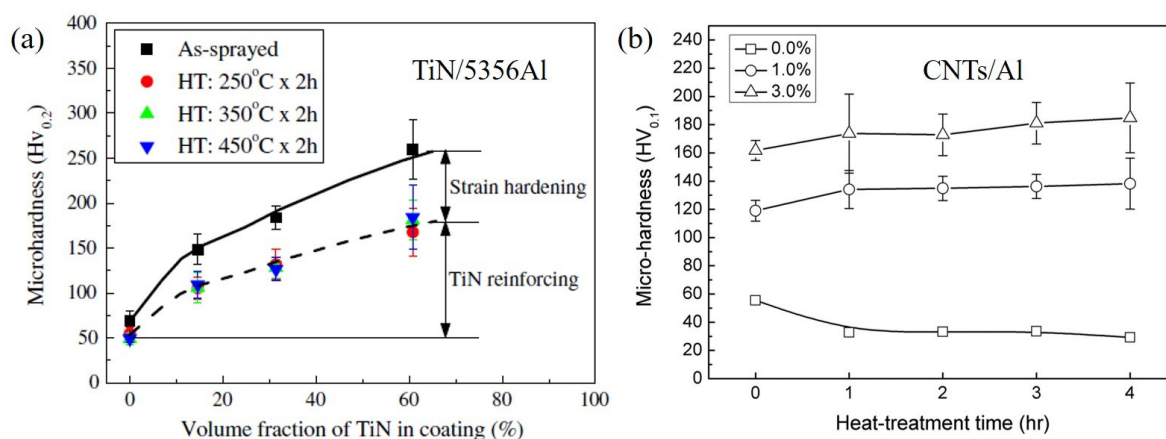 (a)
400
350
300
250
200
150
100
50
0
Microhardness (Hv0.2)
As-sprayed
HT: 250°C x 2h
HT: 350°C x 2h
HT: 450°C x 2h
TiN/5356Al
Strain hardening
TiN reinforcing
0 20 40 60 80 100
Volume fraction of TiN in coating (%)
(b)
240
220
200
180
160
140
120
100
80
60
40
20
0
Micro-hardness (HV0.1)
0.0%
1.0%
3.0%
CNTs/Al
0 1 2 3 4
Heat-treatment time (hr)